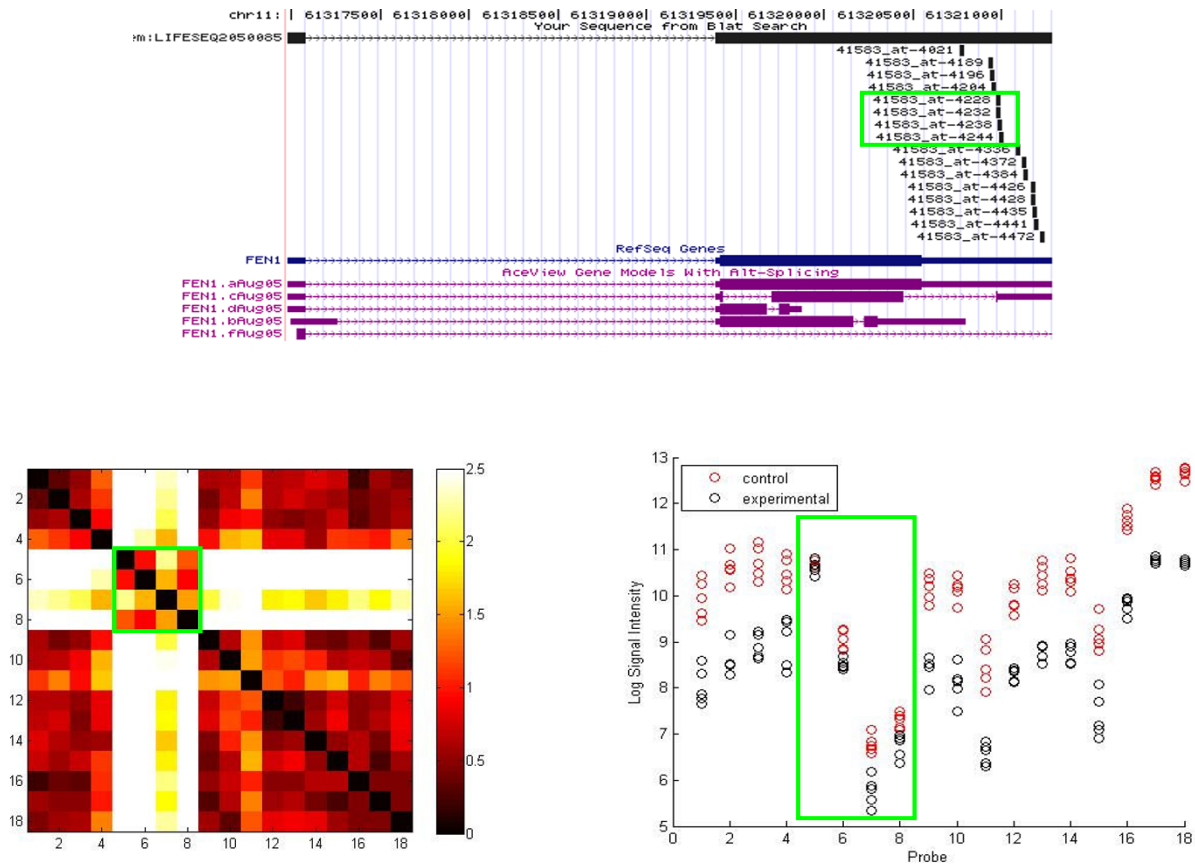 chr11: | 61317500| 61318000| 61318500| 61319000| 61319500| 61320000| 61320500| 61321000|
Your Sequence from Blat Search
em:LIFESEQ2050085
41583_at-4021
41583_at-4189
41583_at-4196
41583_at-4204
41583_at-4228
41583_at-4232
41583_at-4238
41583_at-4244
41583_at-4336
41583_at-4372
41583_at-4384
41583_at-4426
41583_at-4428
41583_at-4435
41583_at-4441
41583_at-4472
RefSeq Genes
FEN1
AceView Gene Models With Alt-Splicing
FEN1.aAug05
FEN1.cAug05
FEN1.dAug05
FEN1.bAug05
FEN1.fAug05
2
4
6
8
10
12
14
16
18
2 4 6 8 10 12 14 16 18
2.5
2
1.5
1
0.5
0
13
12
11
10
9
8
7
6
5
Log Signal Intensity
control
experimental
0 2 4 6 8 10 12 14 16 18
Probe